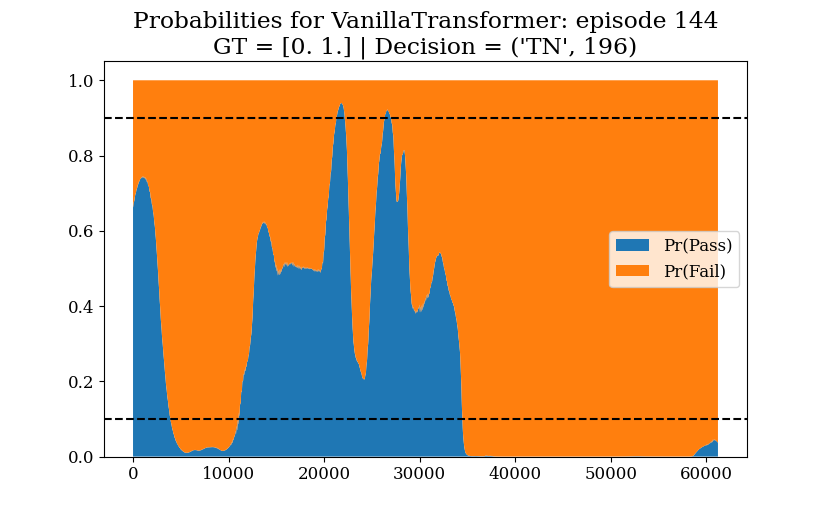 Probabilities for VanillaTransformer: episode 144
GT = [0. 1.] | Decision = ('TN', 196)
1.0
0.8
0.6
0.4
0.2
0.0
Pr(Pass)
Pr(Fail)
0 10000 20000 30000 40000 50000 60000